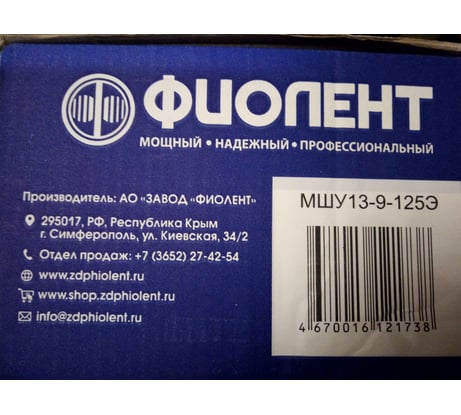 ФИОЛЕНТ
МОЩНЫЙ • НАДЕЖНЫЙ • ПРОФЕССИОНАЛЬНЫЙ
Производитель: АО "ЗАВОД "ФИОЛЕНТ"
295017, РФ, Республика Крым
г. Симферополь, ул. Киевская, 34/2
Отдел продаж: +7 (3652) 27-42-54
www.zdphiolent.ru
www.shop.zdphiolent.ru
info@zdphiolent.ru
МШУ13-9-125Э
4 670016 121738